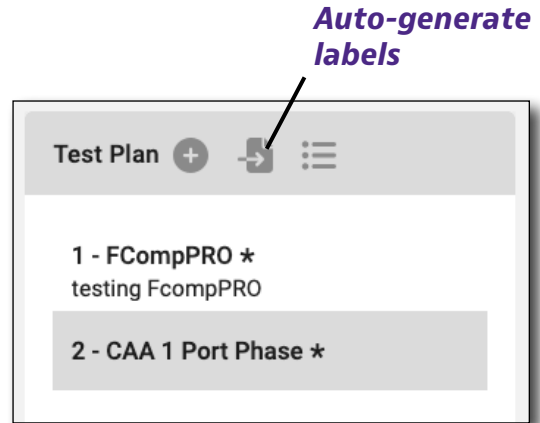 Auto-generate
labels
Test Plan
1 - FCompPRO *
testing FcompPRO
2 - CAA 1 Port Phase *